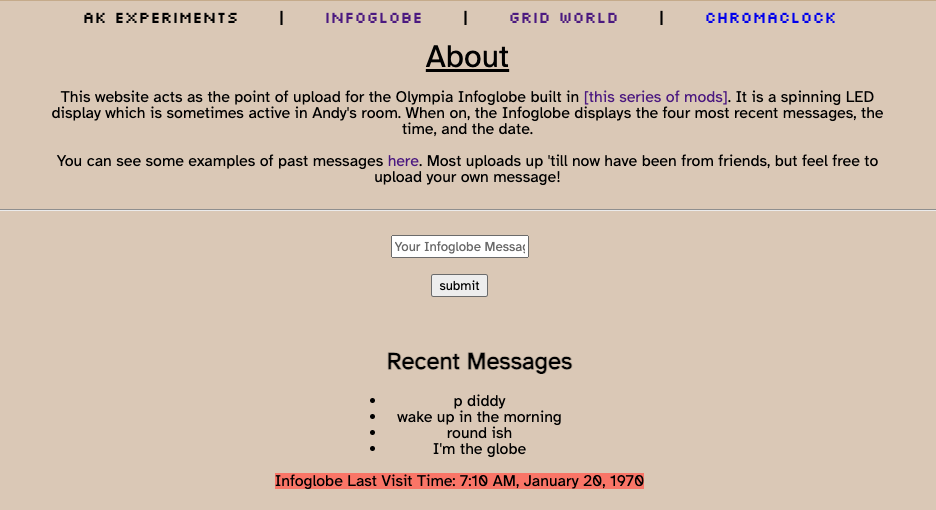 AK EXPERIMENTS | INFOGLOBE | GRID WORLD | CHROMACLOCK
About
This website acts as the point of upload for the Olympia Infoglobe built in [this series of mods]. It is a spinning LED
display which is sometimes active in Andy's room. When on, the Infoglobe displays the four most recent messages, the
time, and the date.
You can see some examples of past messages here. Most uploads up 'till now have been from friends, but feel free to
upload your own message!
Your Infoglobe Messag
submit
Recent Messages
• p diddy
• wake up in the morning
• round ish
• I'm the globe
Infoglobe Last Visit Time: 7:10 AM, January 20, 1970